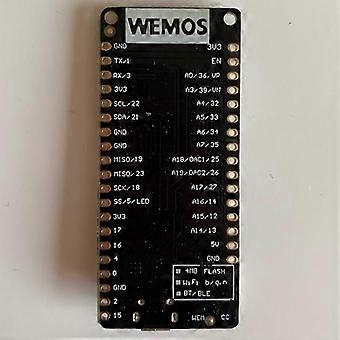 WEMOS
GND 3V3
TX/1 EN
RX/3 A0/36/VP
3V3 A3/39/VN
SCL/22 A4/32
SDA/21 A5/33
GND A6/34
GND A7/35
MISO/19 A18/DAC1/25
MISO/23 A19/DAC2/26
SCK/18 A17/27
SS/5/LED A16/14
3V3 A15/12
17 A14/13
16 5V
4 GND
0 4MB FLASH
GND WiFi b/g/n
2 BT/BLE
15 WEM CC